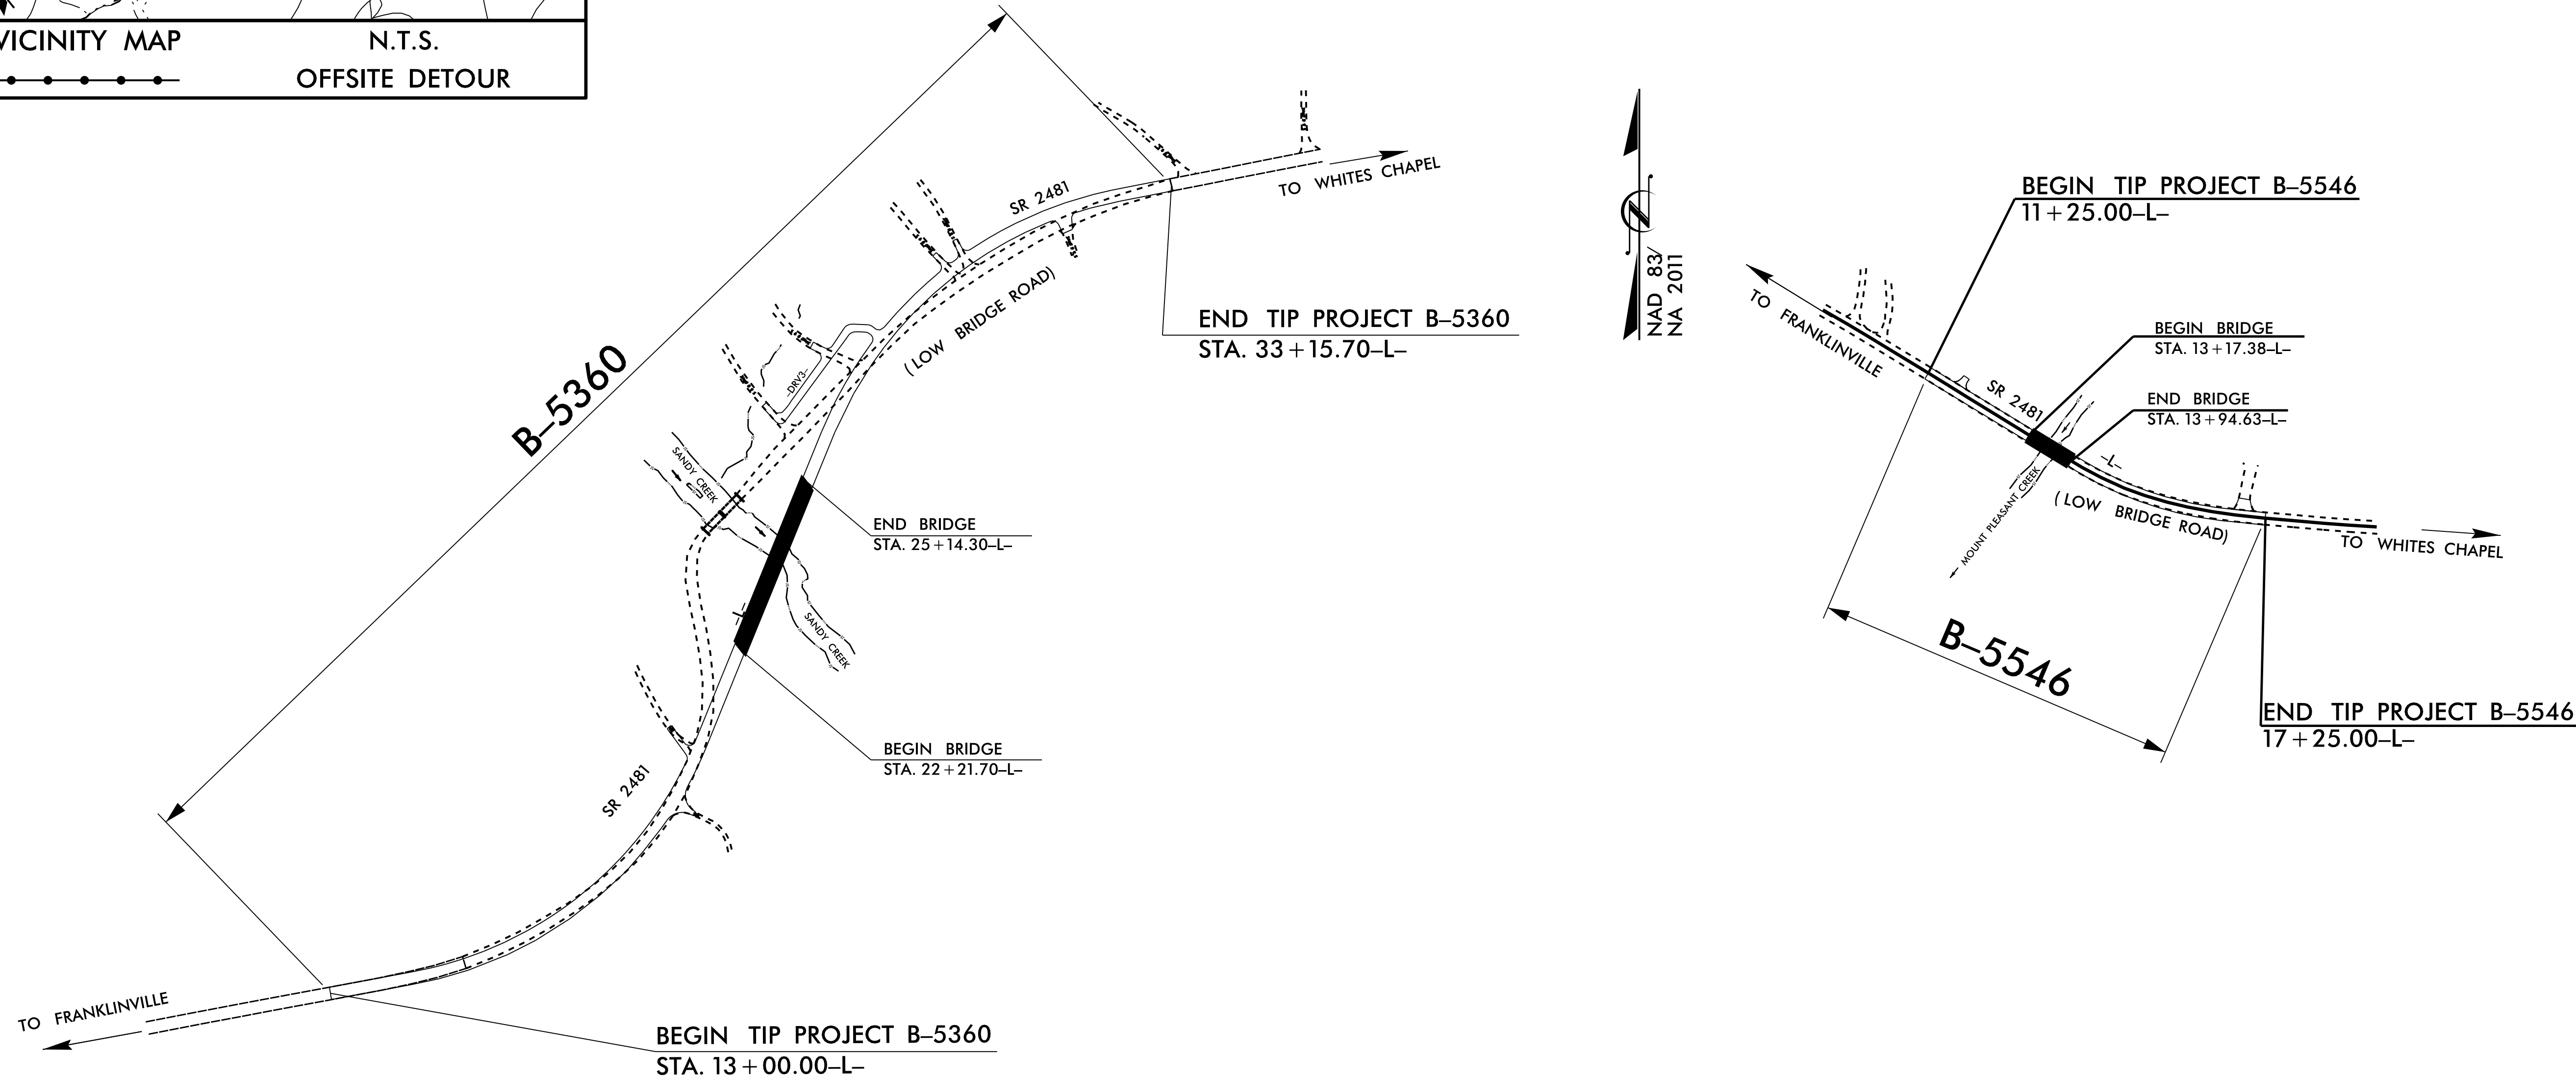 VICINITY MAP
N.T.S.
OFFSITE DETOUR
B–5360
SR 2481
(LOW BRIDGE ROAD)
TO WHITES CHAPEL
END TIP PROJECT B–5360
STA. 33+15.70–L–
–DRV3–
SANDY CREEK
END BRIDGE
STA. 25+14.30–L–
–L–
SANDY CREEK
BEGIN BRIDGE
STA. 22+21.70–L–
SR 2481
TO FRANKLINVILLE
BEGIN TIP PROJECT B–5360
STA. 13+00.00–L–
NAD 83/
NA 2011
BEGIN TIP PROJECT B–5546
11+25.00–L–
TO FRANKLINVILLE
BEGIN BRIDGE
STA. 13+17.38–L–
SR 2481
END BRIDGE
STA. 13+94.63–L–
–L–
MOUNT PLEASANT CREEK
(LOW BRIDGE ROAD)
TO WHITES CHAPEL
B–5546
END TIP PROJECT B–5546
17+25.00–L–